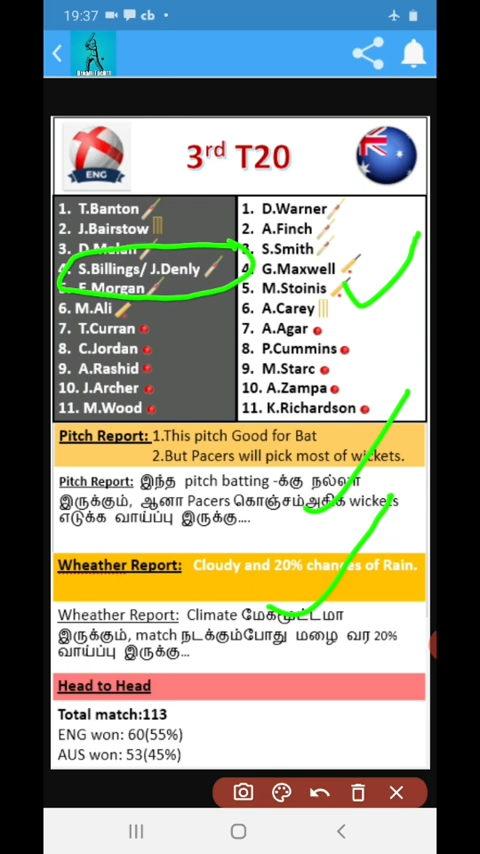 19:37 cb
Dream Tech11
3rd T20
ENG
1. T.Banton
2. J.Bairstow
3. D.Malan
4. S.Billings/ J.Denly
5. E.Morgan
6. M.Ali
7. T.Curran
8. C.Jordan
9. A.Rashid
10. J.Archer
11. M.Wood
1. D.Warner
2. A.Finch
3. S.Smith
4. G.Maxwell
5. M.Stoinis
6. A.Carey
7. A.Agar
8. P.Cummins
9. M.Starc
10. A.Zampa
11. K.Richardson
Pitch Report: 1.This pitch Good for Bat
2.But Pacers will pick most of wickets.
Pitch Report: இந்த pitch batting -க்கு நல்லா
இருக்கும், ஆனா Pacers கொஞ்சம்அதிக wickets
எடுக்க வாய்ப்பு இருக்கு....
Wheather Report: Cloudy and 20% chances of Rain.
Wheather Report: Climate மேகமூட்டமா
இருக்கும், match நடக்கும்போது மழை வர 20%
வாய்ப்பு இருக்கு...
Head to Head
Total match:113
ENG won: 60(55%)
AUS won: 53(45%)